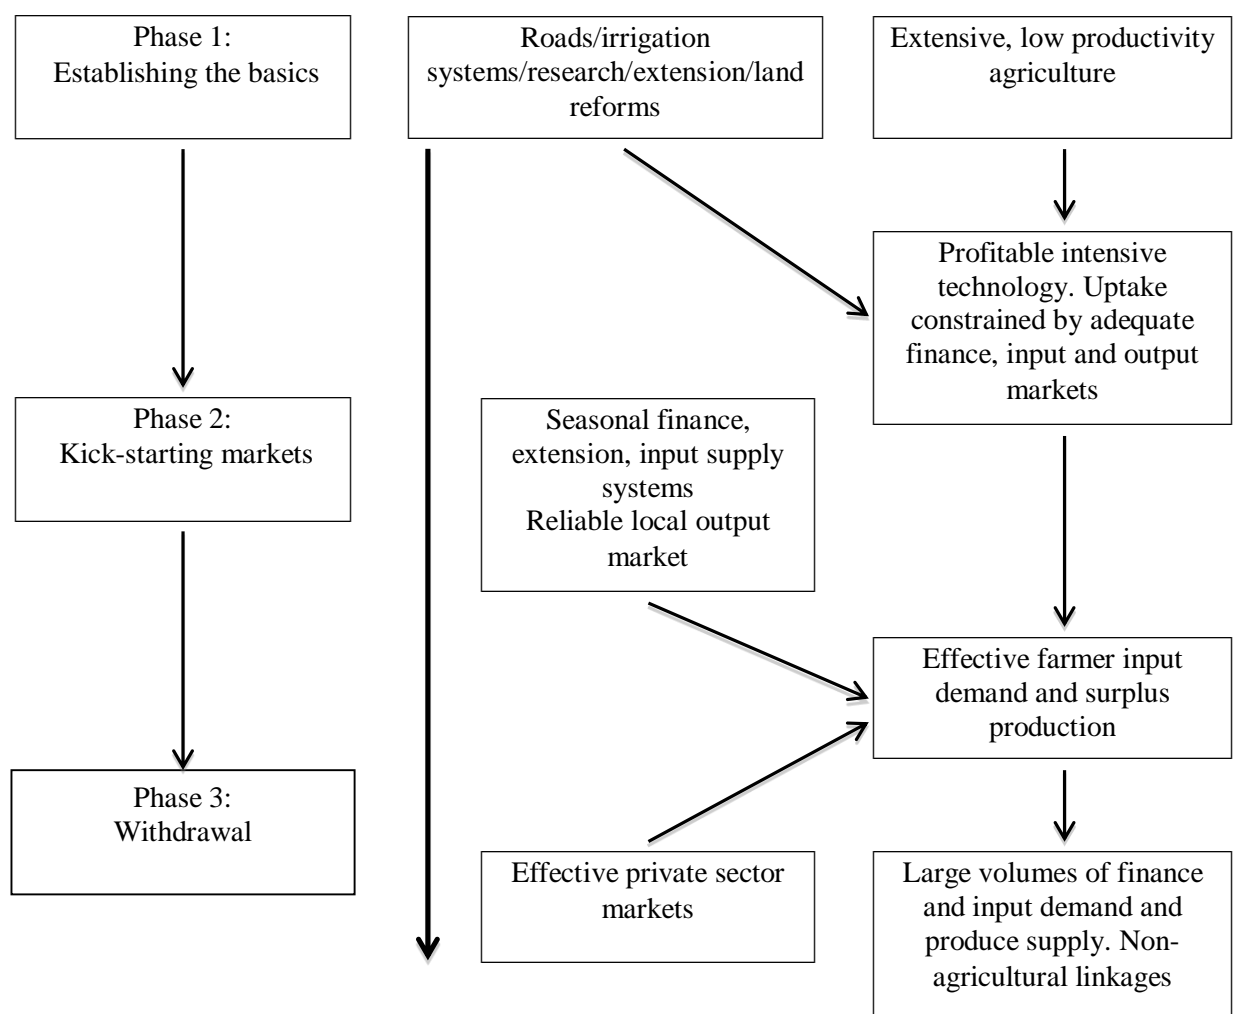 Phase 1:
Establishing the basics
Roads/irrigation
systems/research/extension/land
reforms
Extensive, low productivity
agriculture
Profitable intensive
technology. Uptake
constrained by adequate
finance, input and output
markets
Phase 2:
Kick-starting markets
Seasonal finance,
extension, input supply
systems
Reliable local output
market
Effective farmer input
demand and surplus
production
Phase 3:
Withdrawal
Effective private sector
markets
Large volumes of finance
and input demand and
produce supply. Non-
agricultural linkages